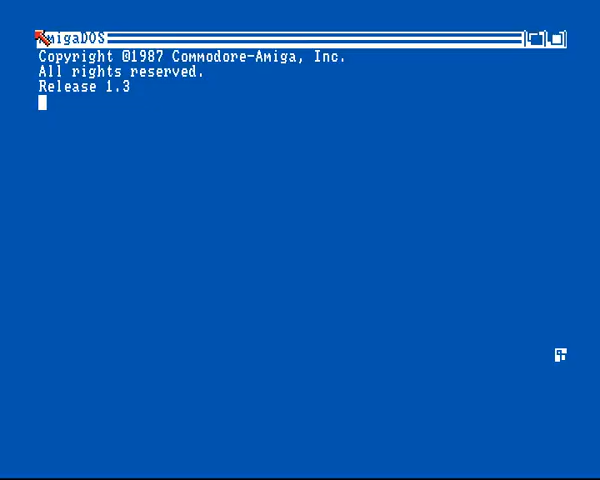 AmigaDOS
Copyright @1987 Commodore-Amiga, Inc.
All rights reserved.
Release 1.3